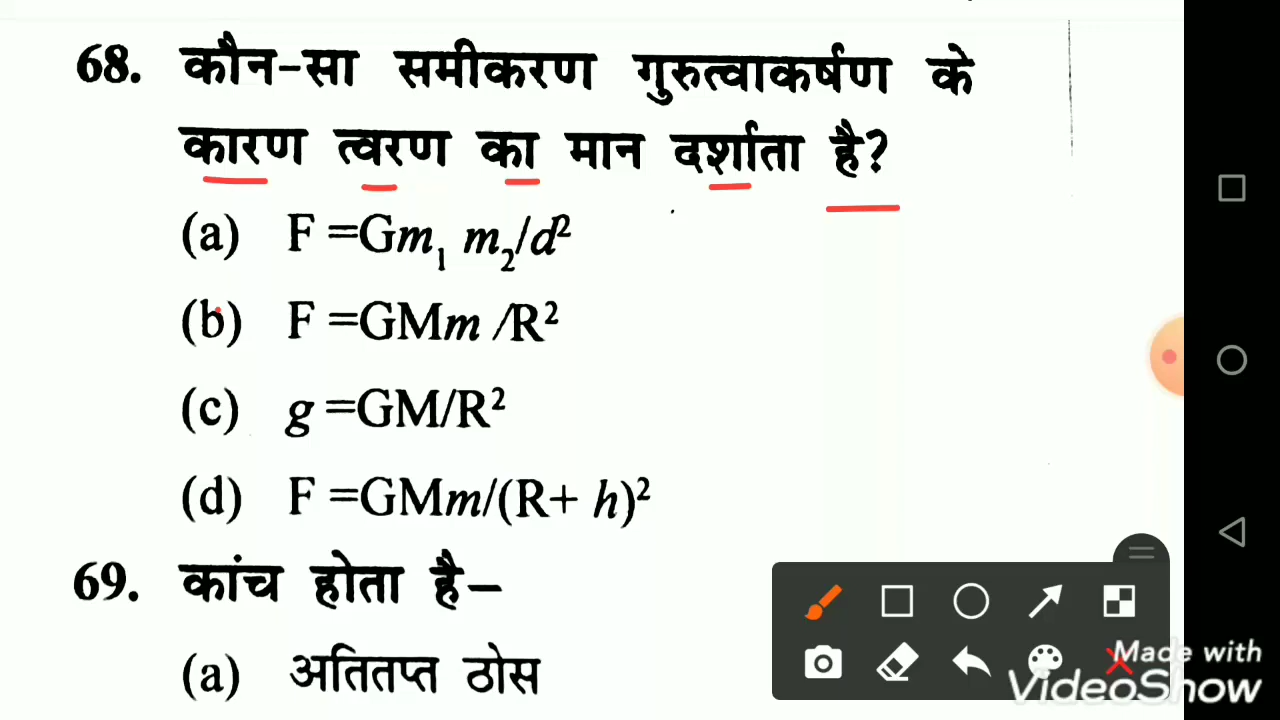 68. कौन-सा समीकरण गुरुत्वाकर्षण के
कारण त्वरण का मान दर्शाता है?
(a) F =Gm₁ m₂/d²
(b) F =GMm /R²
(c) g =GM/R²
(d) F =GMm/(R+ h)²
69. कांच होता है–
(a) अतितप्त ठोस
Made with
VideoShow